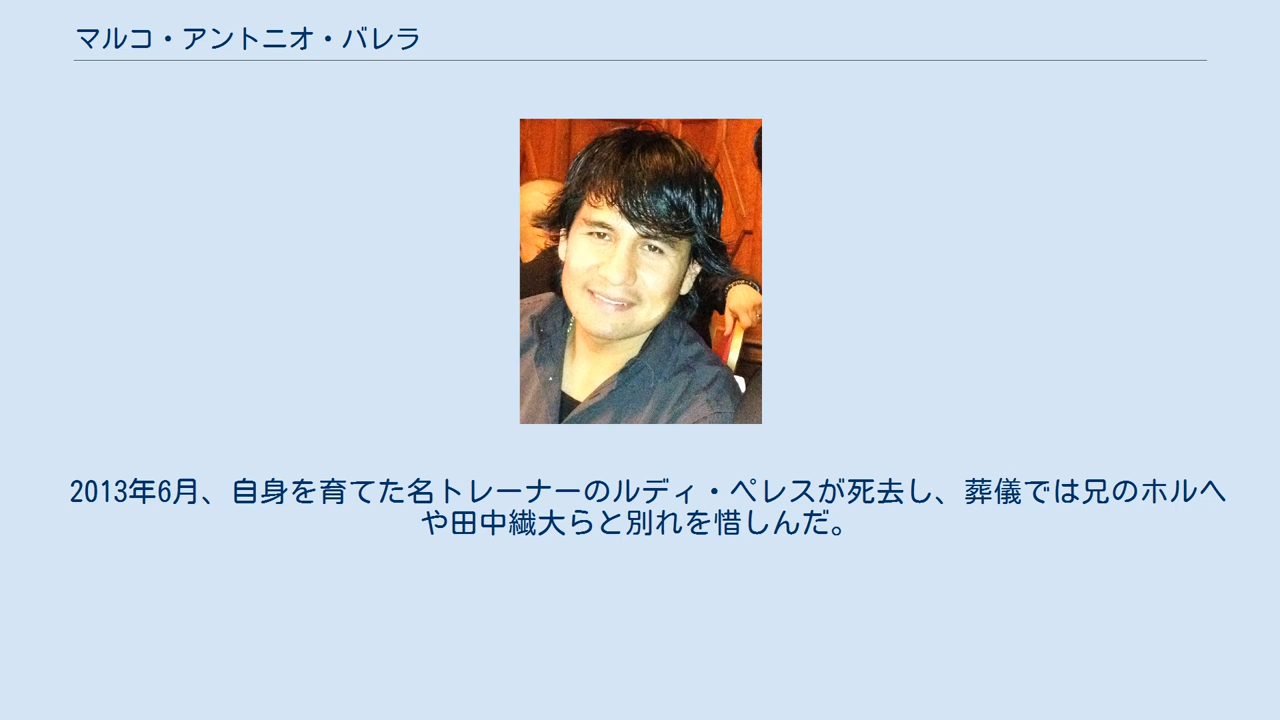 マルコ・アントニオ・バレラ
2013年6月、自身を育てた名トレーナーのルディ・ペレスが死去し、葬儀では兄のホルヘ
や田中繊大らと別れを惜しんだ。